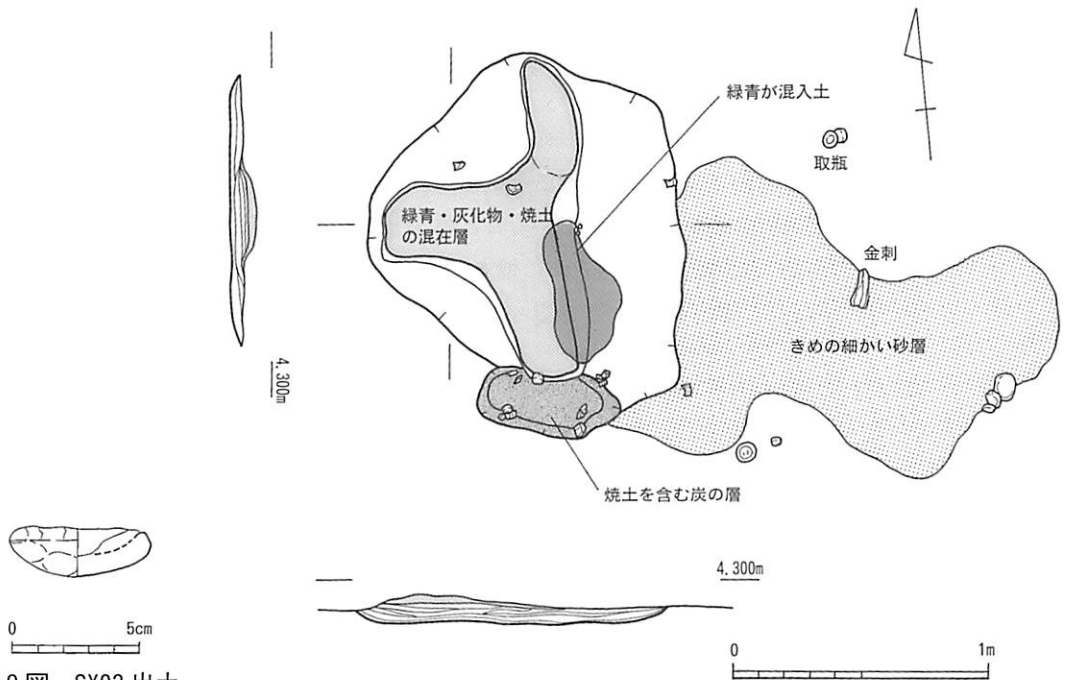 緑青が混入土
取瓶
緑青・灰化物・焼土
の混在層
金刺
きめの細かい砂層
4.300m
焼土を含む炭の層
4.300m
0 5cm
0 1m
SX02 出土